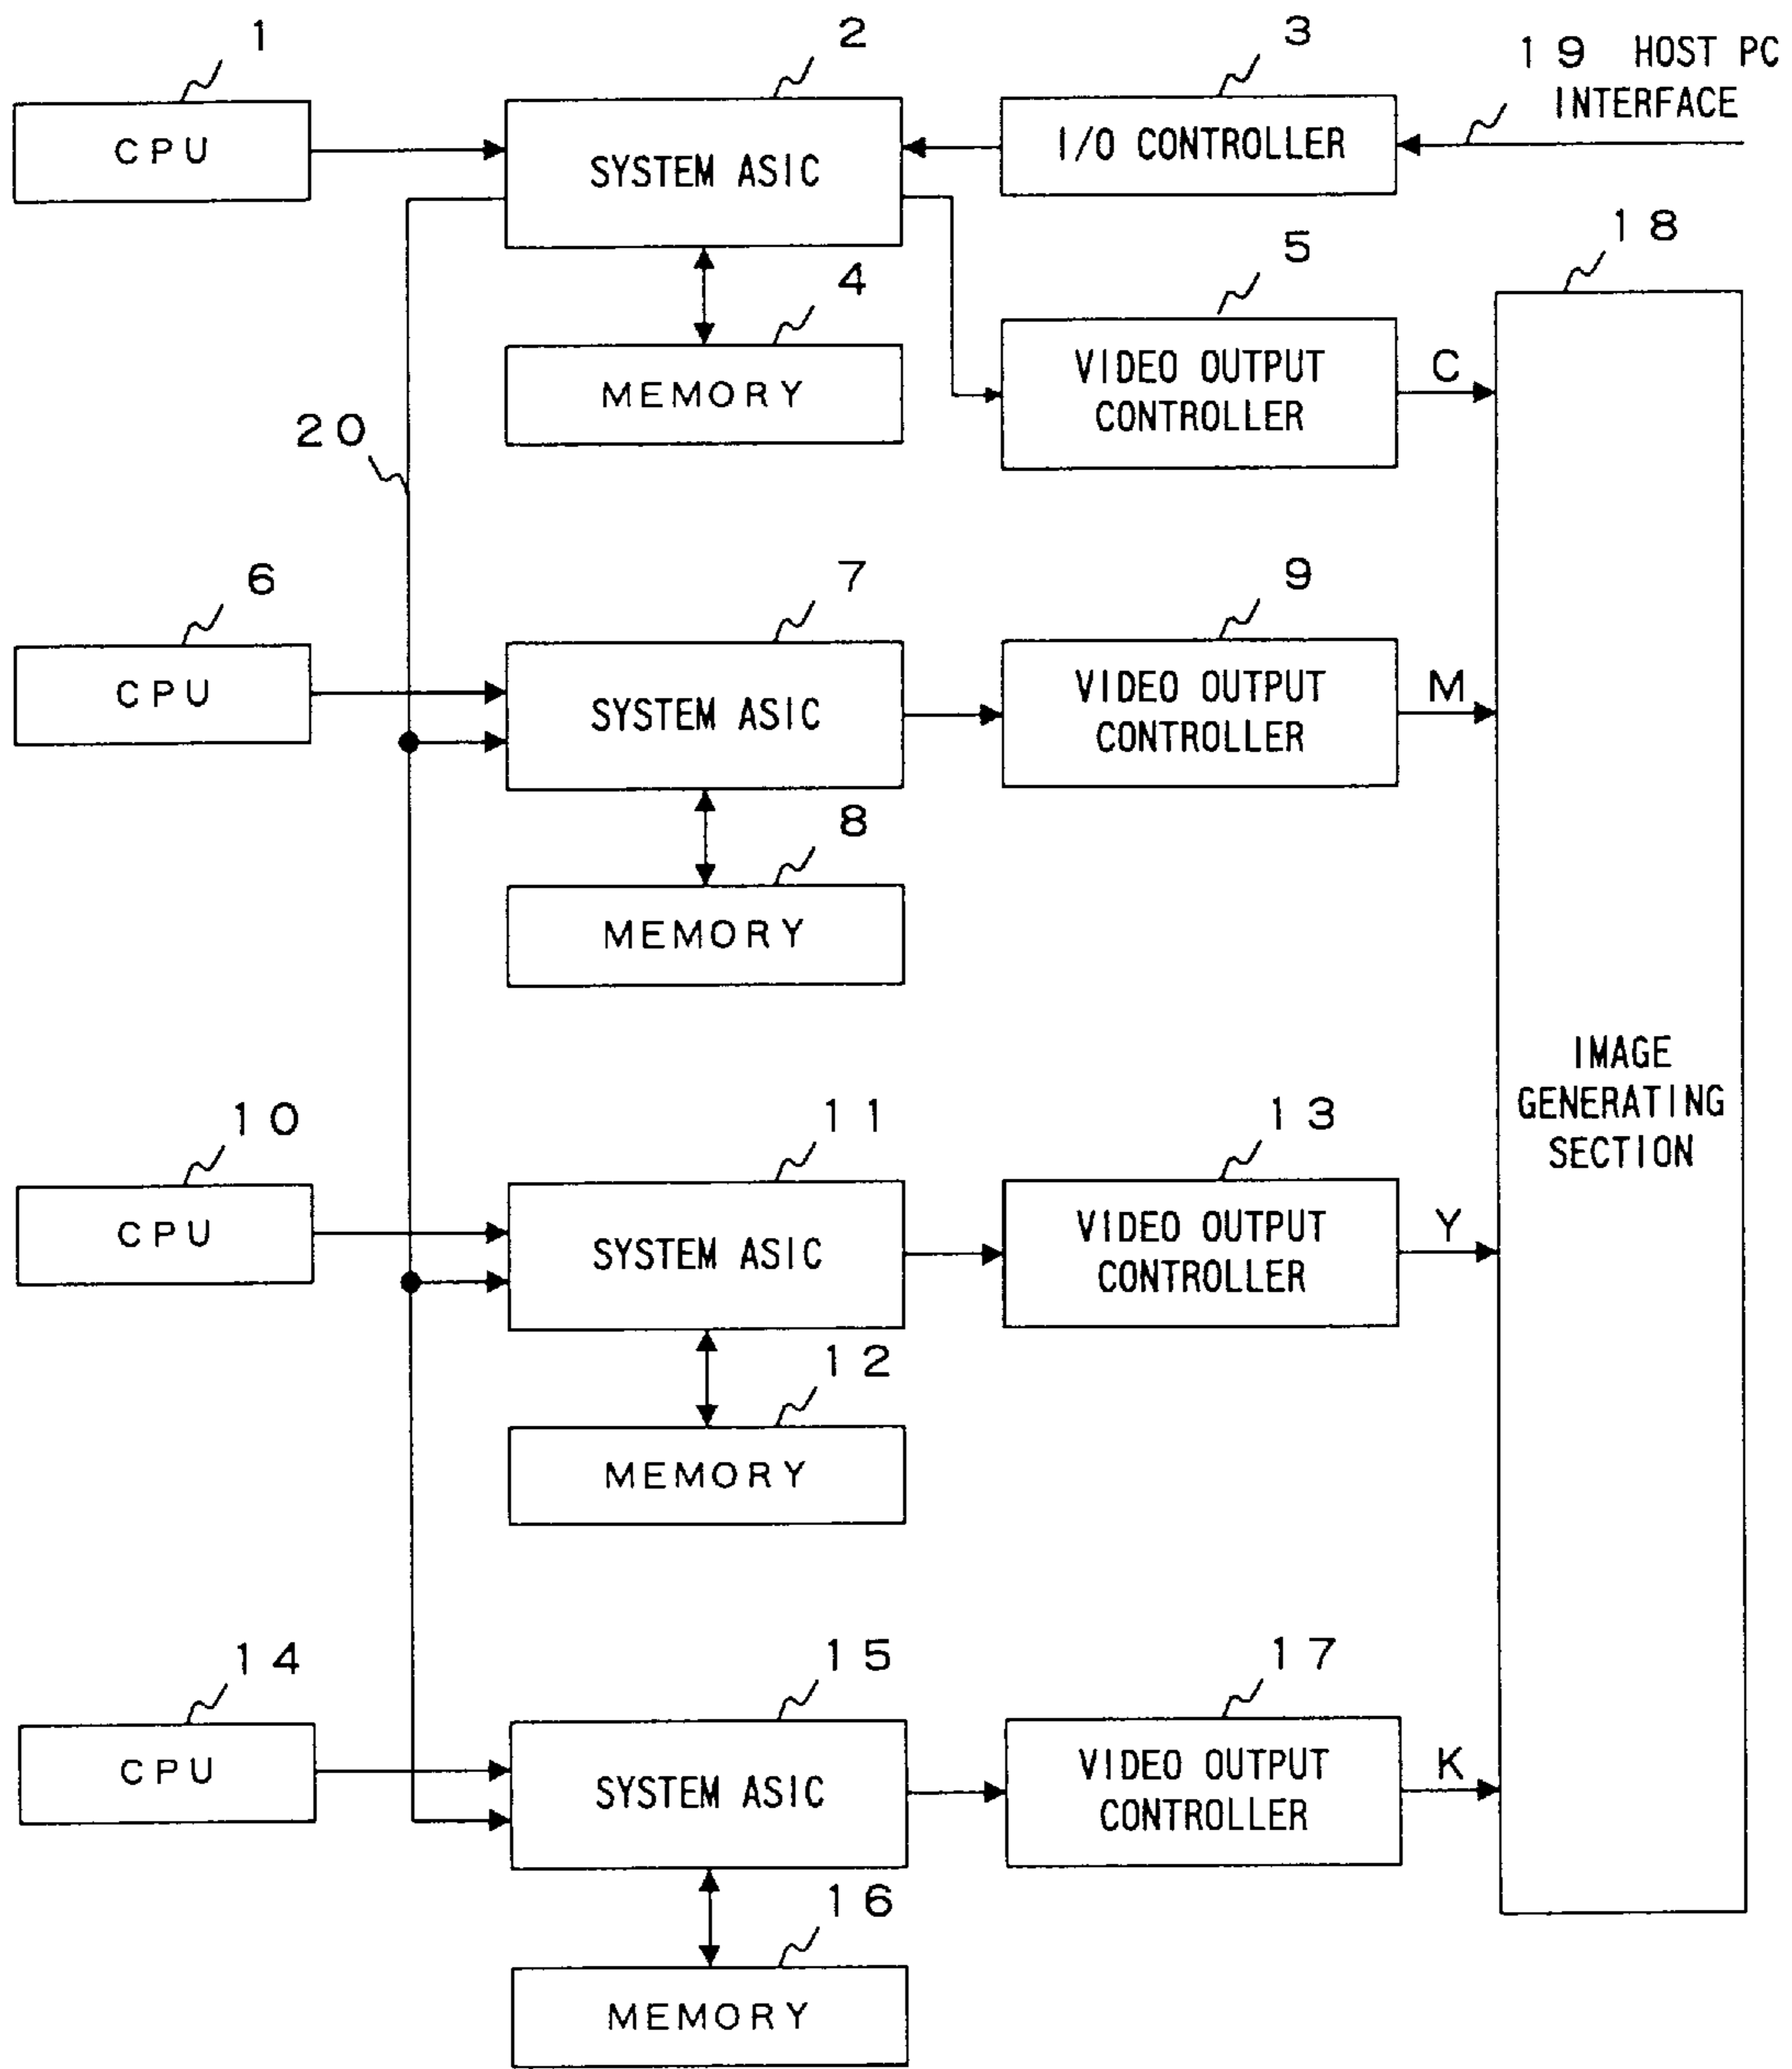 1
2
3
19 HOST PC
INTERFACE
CPU
SYSTEM ASIC
I/O CONTROLLER
4
5
18
MEMORY
VIDEO OUTPUT
CONTROLLER
C
20
6
7
9
CPU
SYSTEM ASIC
VIDEO OUTPUT
CONTROLLER
M
8
MEMORY
IMAGE
GENERATING
SECTION
10
11
13
CPU
SYSTEM ASIC
VIDEO OUTPUT
CONTROLLER
Y
12
MEMORY
14
15
17
CPU
SYSTEM ASIC
VIDEO OUTPUT
CONTROLLER
K
16
MEMORY